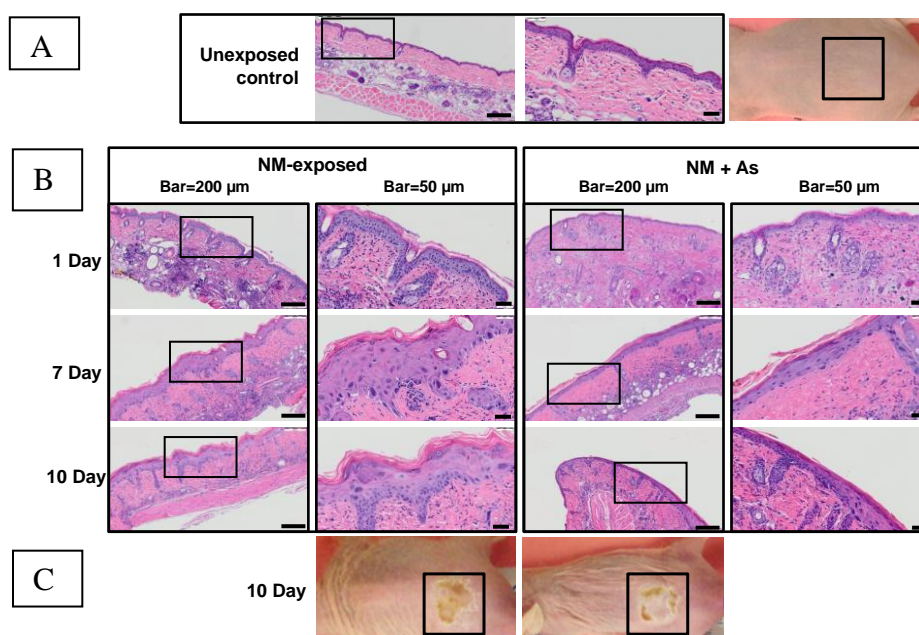 A
Unexposed
control
B
NM-exposed
Bar=200 µm
Bar=50 µm
NM + As
Bar=200 µm
Bar=50 µm
1 Day
7 Day
10 Day
C
10 Day